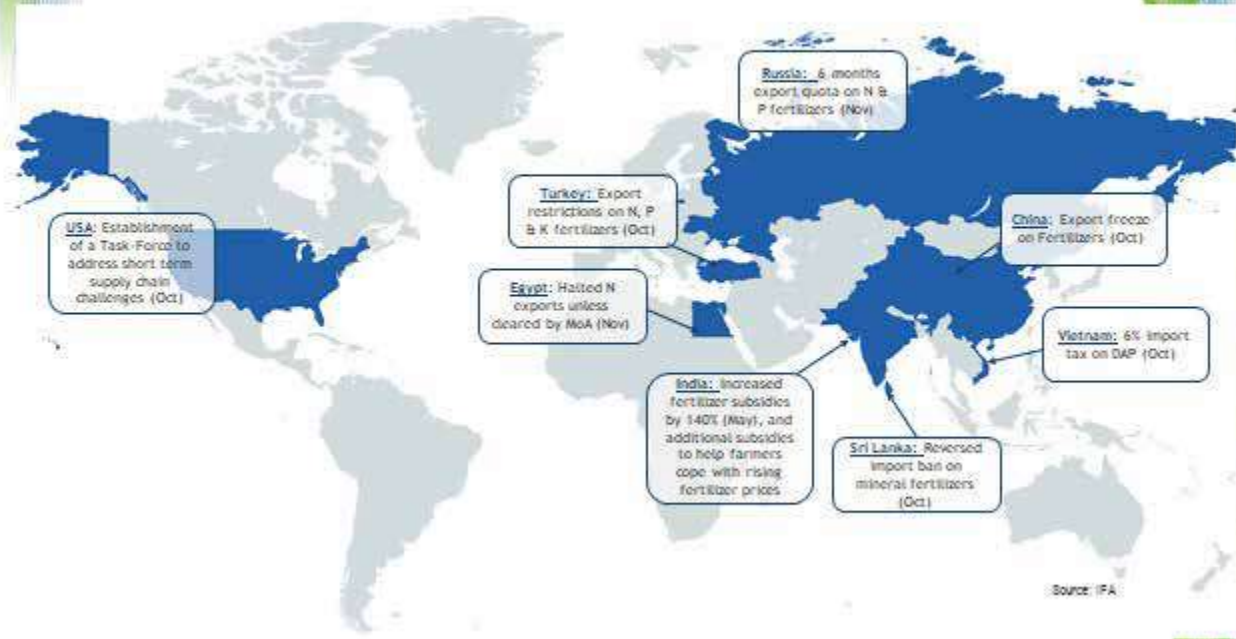 Russia: 6 months
export quota on N &
P fertilizers (Nov)
Turkey: Export
restrictions on N, P
& K fertilizers (Oct)
China: Export freeze
on Fertilizers (Oct)
USA: Establishment
of a Task-Force to
address short term
supply chain
challenges (Oct)
Egypt: Halted N
exports unless
cleared by MoA (Nov)
Vietnam: 6% import
tax on DAP (Oct)
India: Increased
fertilizer subsidies
by 140% (May), and
additional subsidies
to help farmers
cope with rising
fertilizer prices
Sri Lanka: Reversed
import ban on
mineral fertilizers
(Oct)
Source: IFA